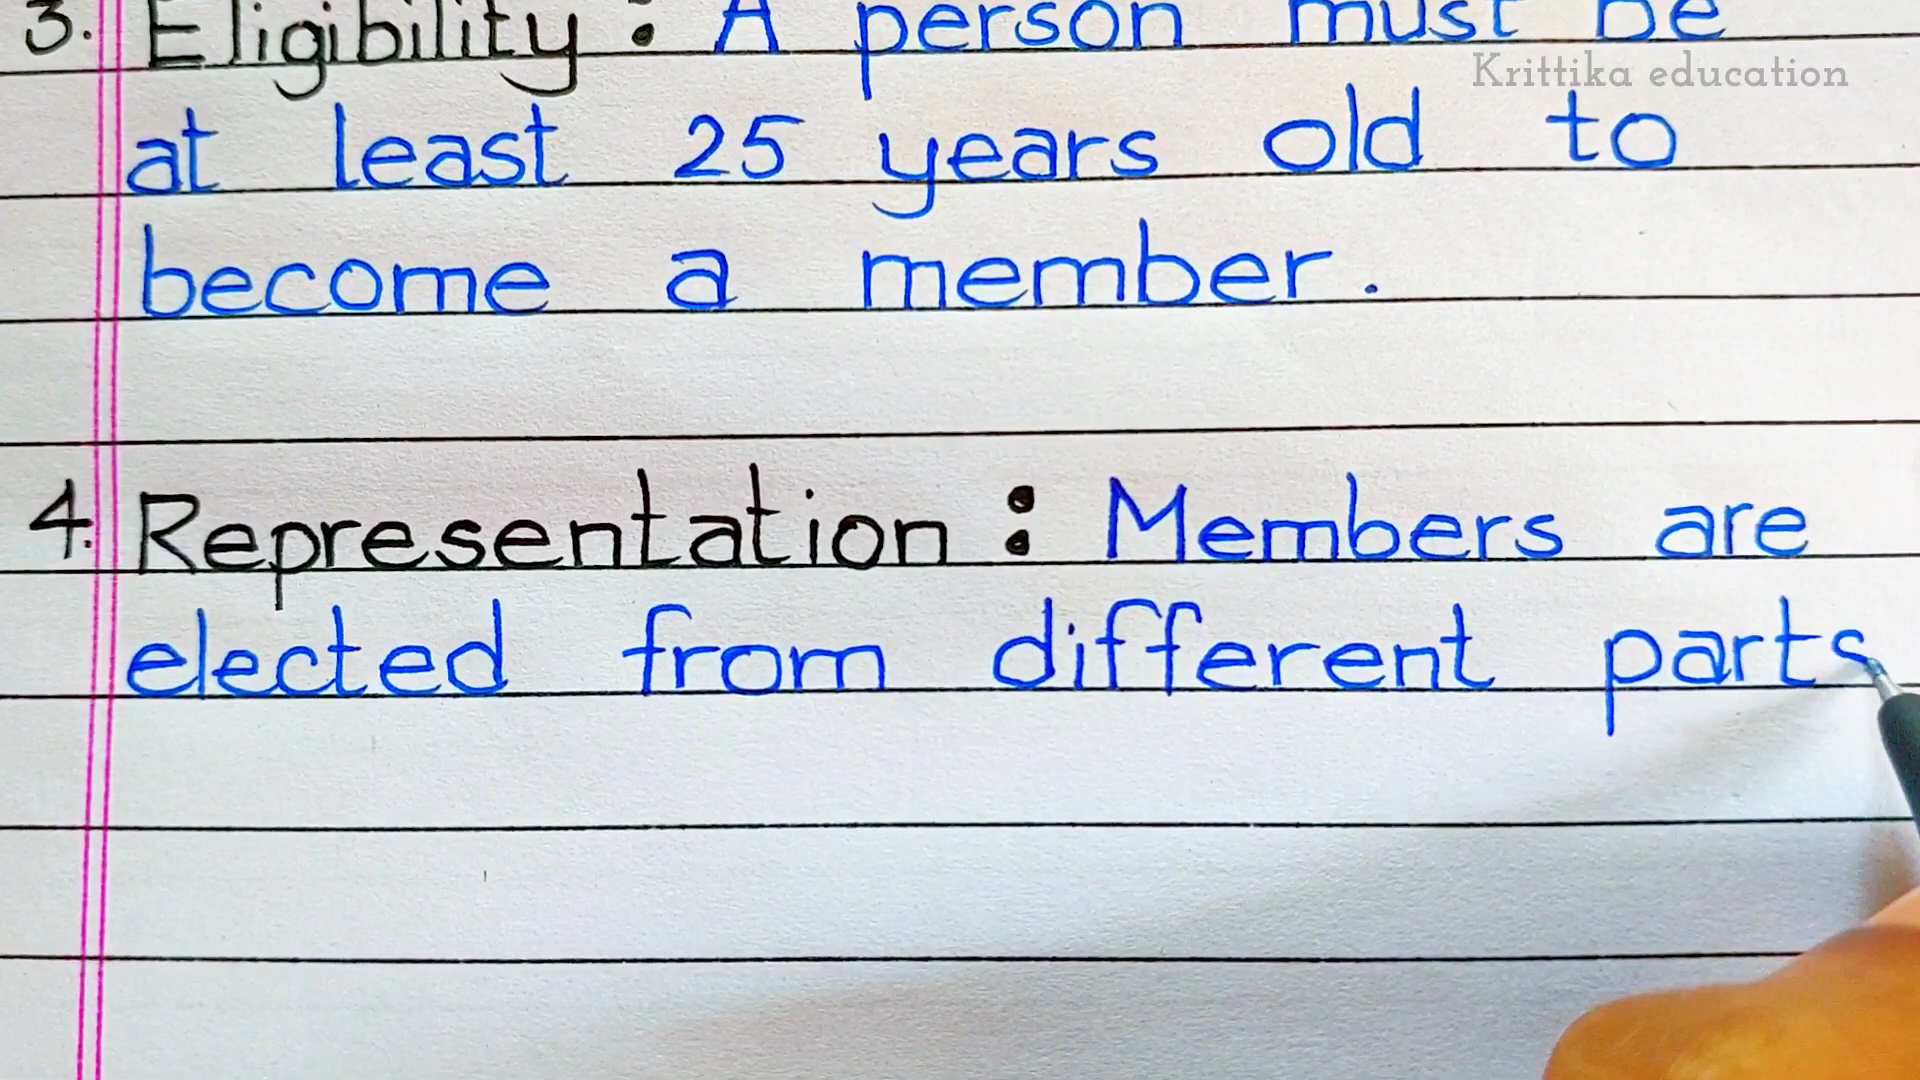 3. Eligibility : A person must be
Krittika education
at least 25 years old to
become a member.
4. Representation : Members are
elected from different parts